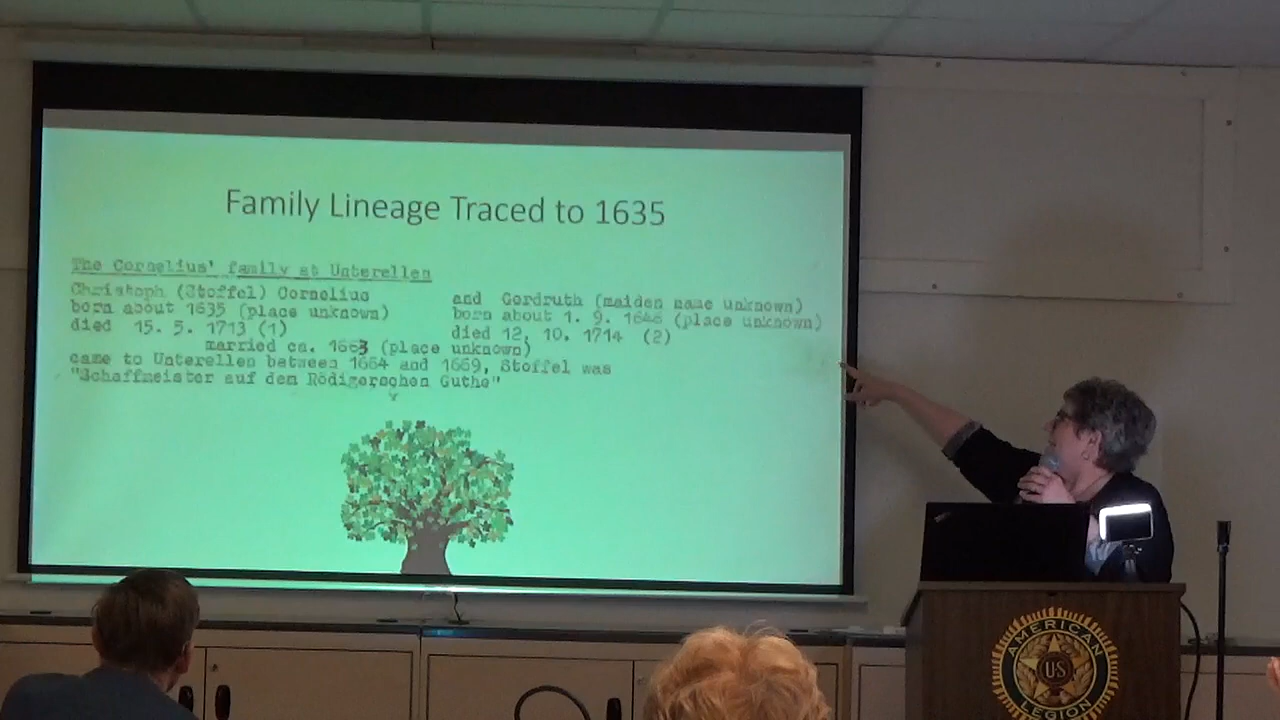 Family Lineage Traced to 1635
The Cornelius' family at Unterellen
Christoph (Stoffel) Cornelius
born about 1635 (place unknown)
died 15. 5. 1713 (1)
and Gerdruth (maiden name unknown)
born about 1. 9. 1646 (place unknown)
died 12. 10. 1714 (2)
married ca. 1663 (place unknown)
came to Unterellen between 1664 and 1669, Stoffel was
"Schaffmeister auf dem Rödigerschen Guthe"
AMERICAN
U·S
LEGION